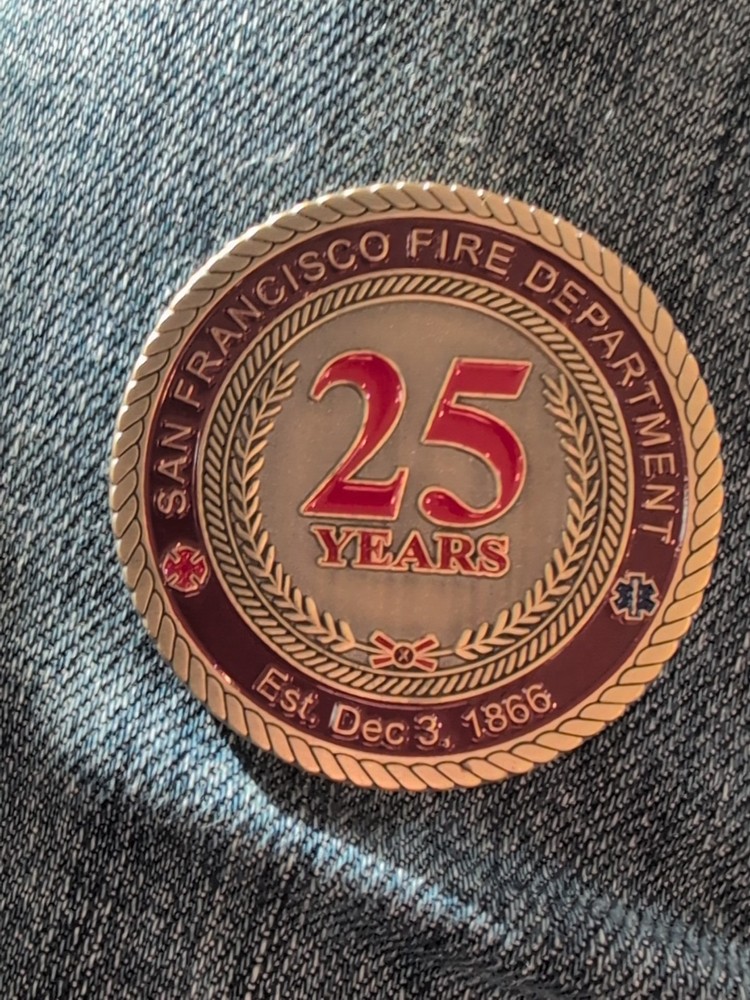 SAN FRANCISCO FIRE DEPARTMENT
25
YEARS
Est. Dec 3, 1866